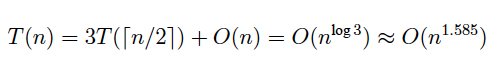 T(n) = 3T(⌈n/2⌉) + O(n) = O(n^{log 3}) ≈ O(n^{1.585})